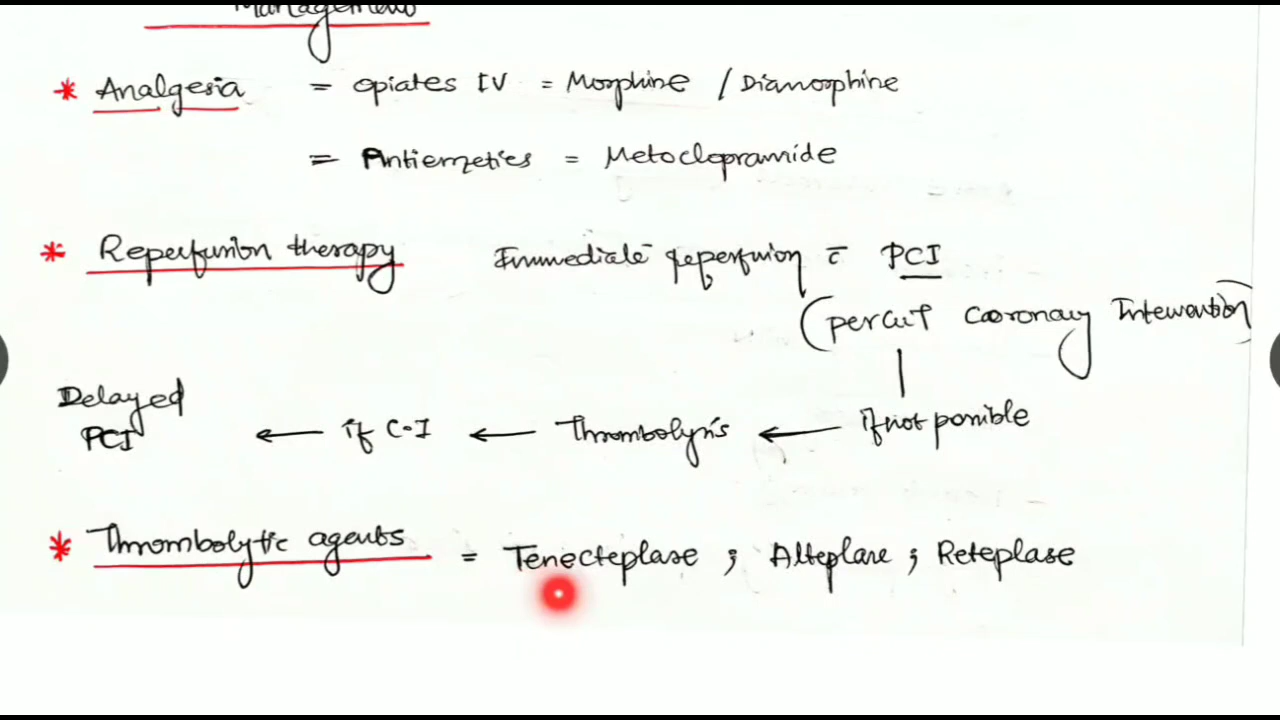 Management
* Analgesia = opiates IV = Morphine / Diamorphine
= Antiemetics = Metoclopramide
* Reperfusion therapy Immediate reperfusion c̄ PCI
(percut coronary Intervention)
if not possible
Delayed PCI ← if C.I ← Thrombolysis ←
* Thrombolytic agents = Tenecteplase ; Alteplase ; Reteplase